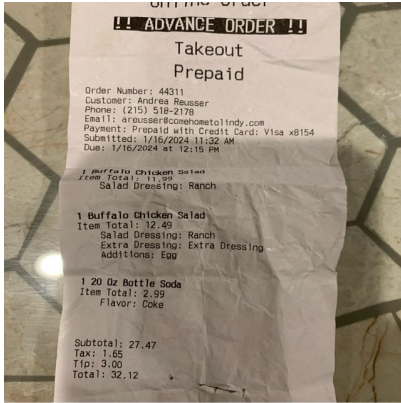 Online Order
!! ADVANCE ORDER !!
Takeout
Prepaid
Order Number: 44311
Customer: Andrea Reusser
Phone: (215) 518-2178
Email: areusser@comehometolindy.com
Payment: Prepaid with Credit Card: Visa x8154
Submitted: 1/16/2024 11:32 AM
Due: 1/16/2024 at 12:15 PM
1 Buffalo Chicken Salad
Item Total: 11.99
Salad Dressing: Ranch
1 Buffalo Chicken Salad
Item Total: 12.49
Salad Dressing: Ranch
Extra Dressing: Extra Dressing
Additions: Egg
1 20 Oz Bottle Soda
Item Total: 2.99
Flavor: Coke
Subtotal: 27.47
Tax: 1.65
Tip: 3.00
Total: 32.12